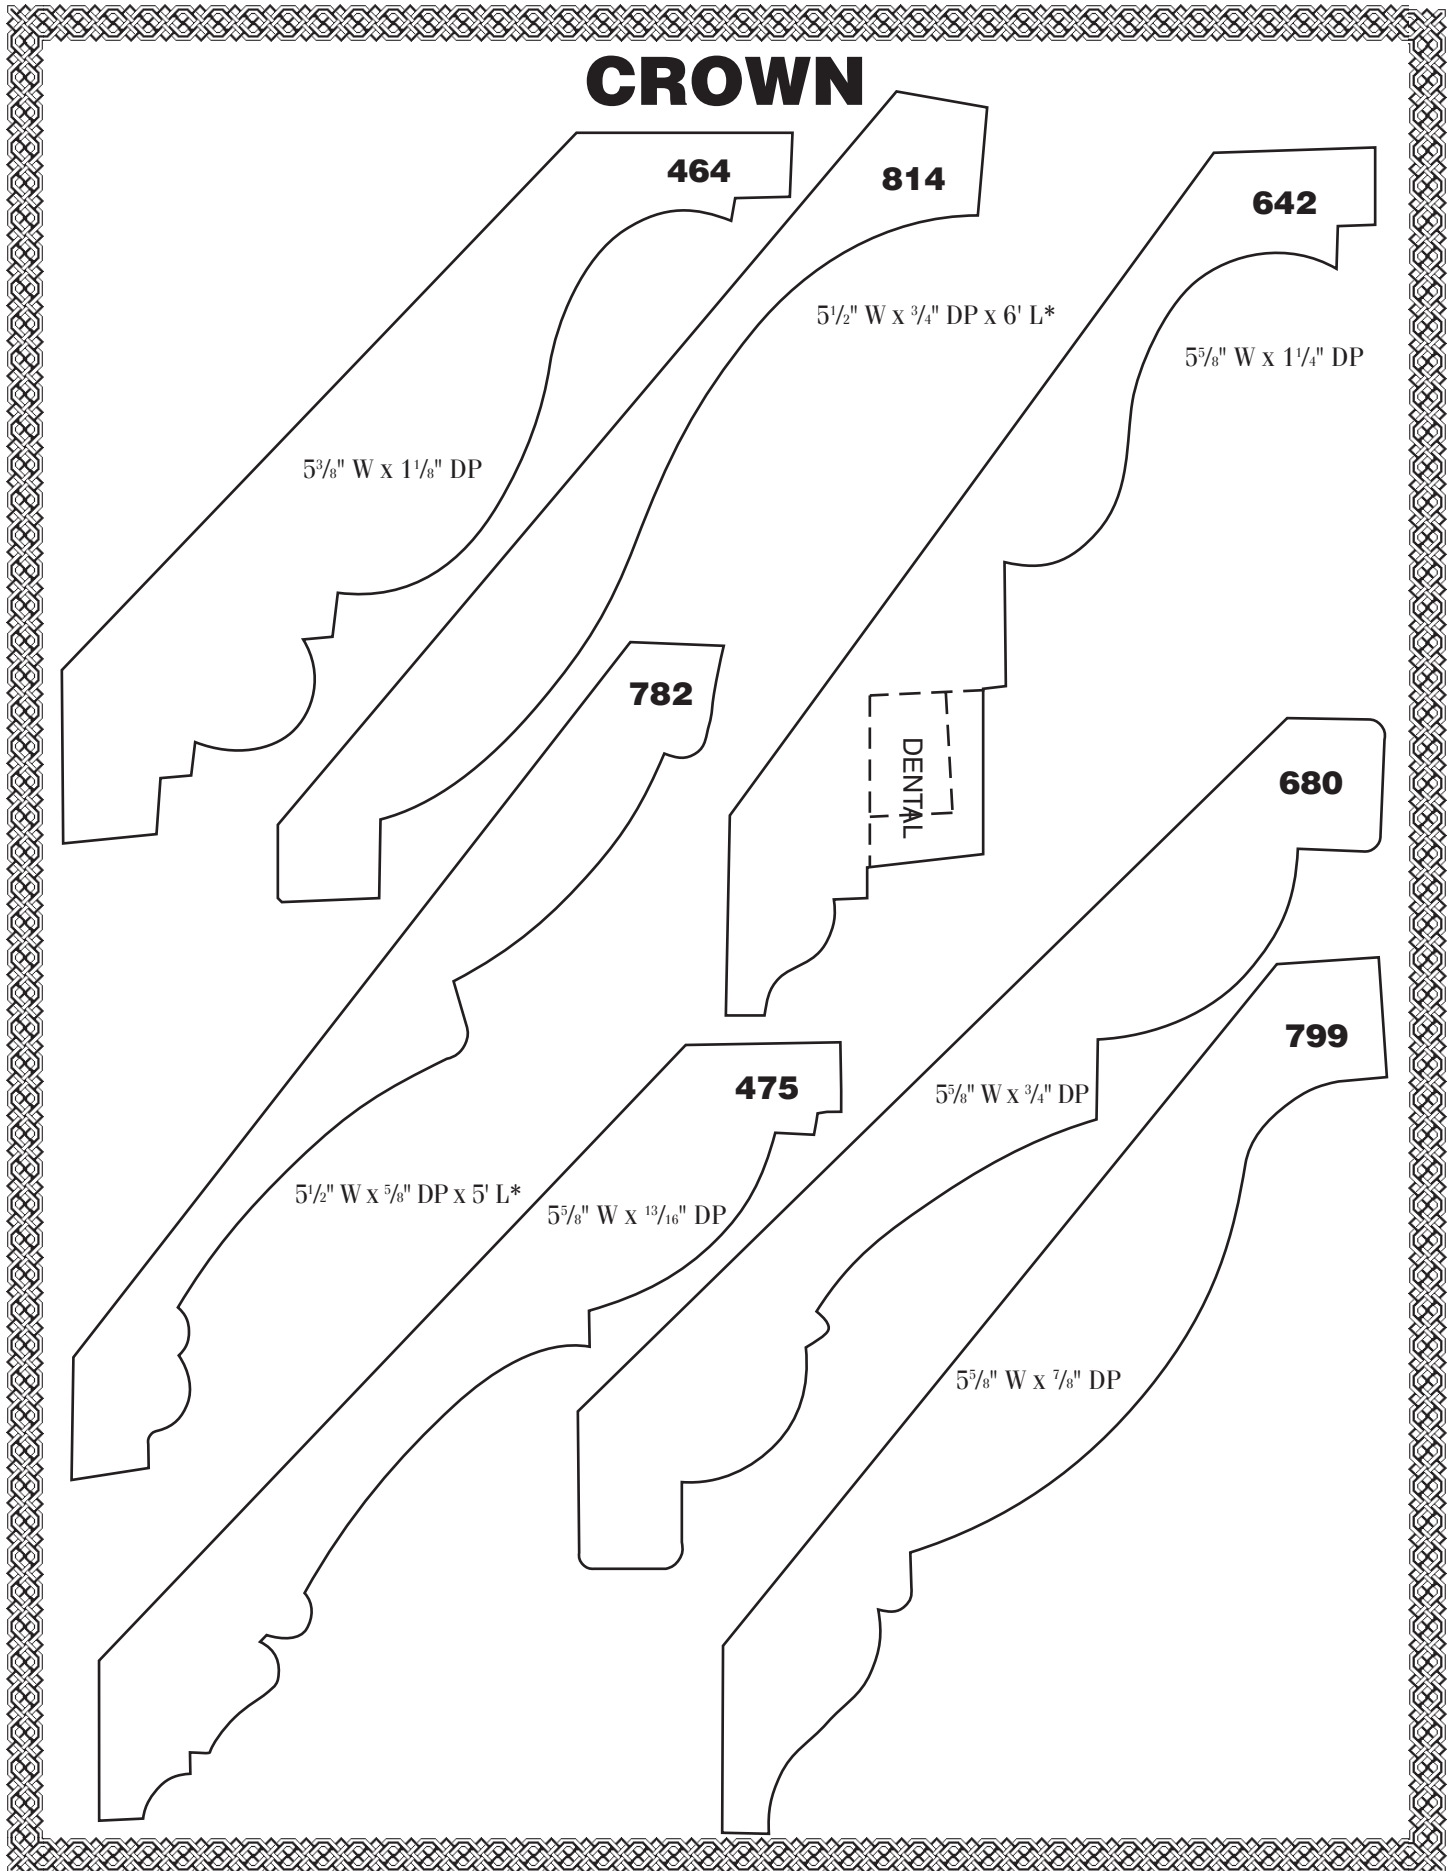 CROWN
464
814
642
5½" W x ¾" DP x 6' L*
5⅝" W x 1¼" DP
5⅜" W x 1⅛" DP
782
DENTAL
680
799
475
5⅝" W x ¾" DP
5½" W x ⅝" DP x 5' L*
5⅝" W x 13/16" DP
5⅝" W x ⅞" DP